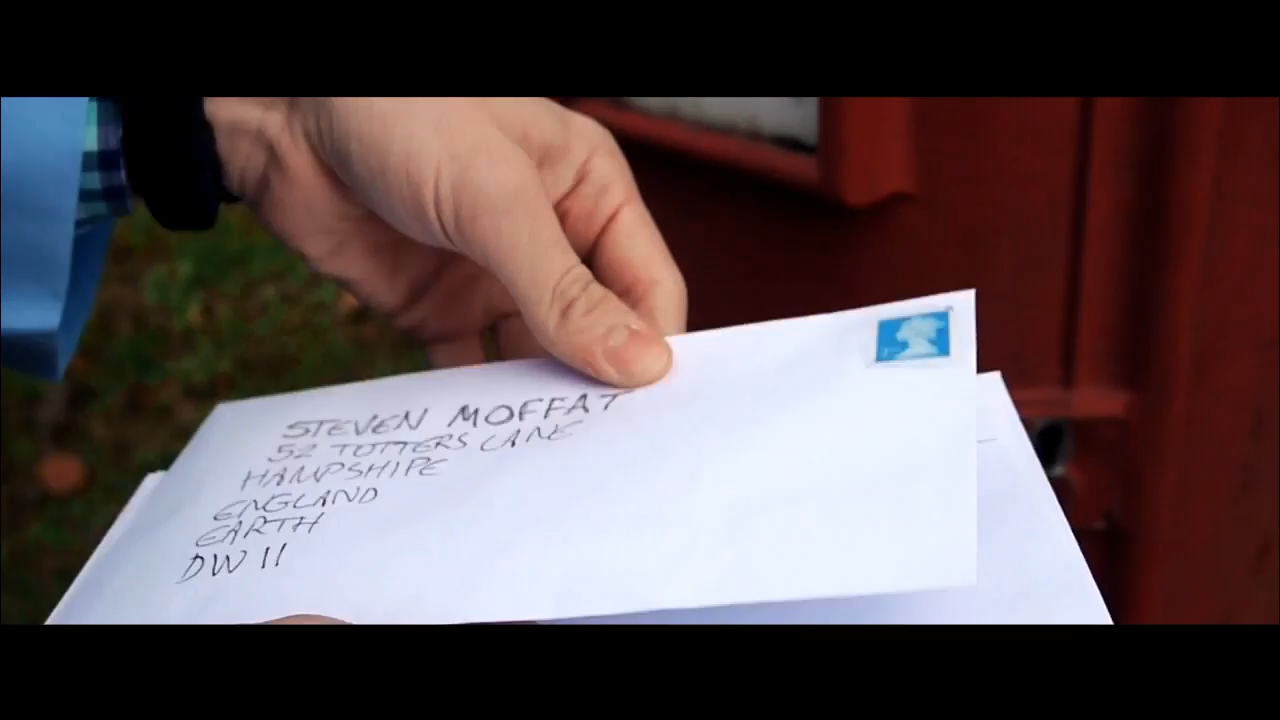 STEVEN MOFFAT
52 TOTTERS LANE
HAMPSHIPE
ENGLAND
EARTH
DW 11